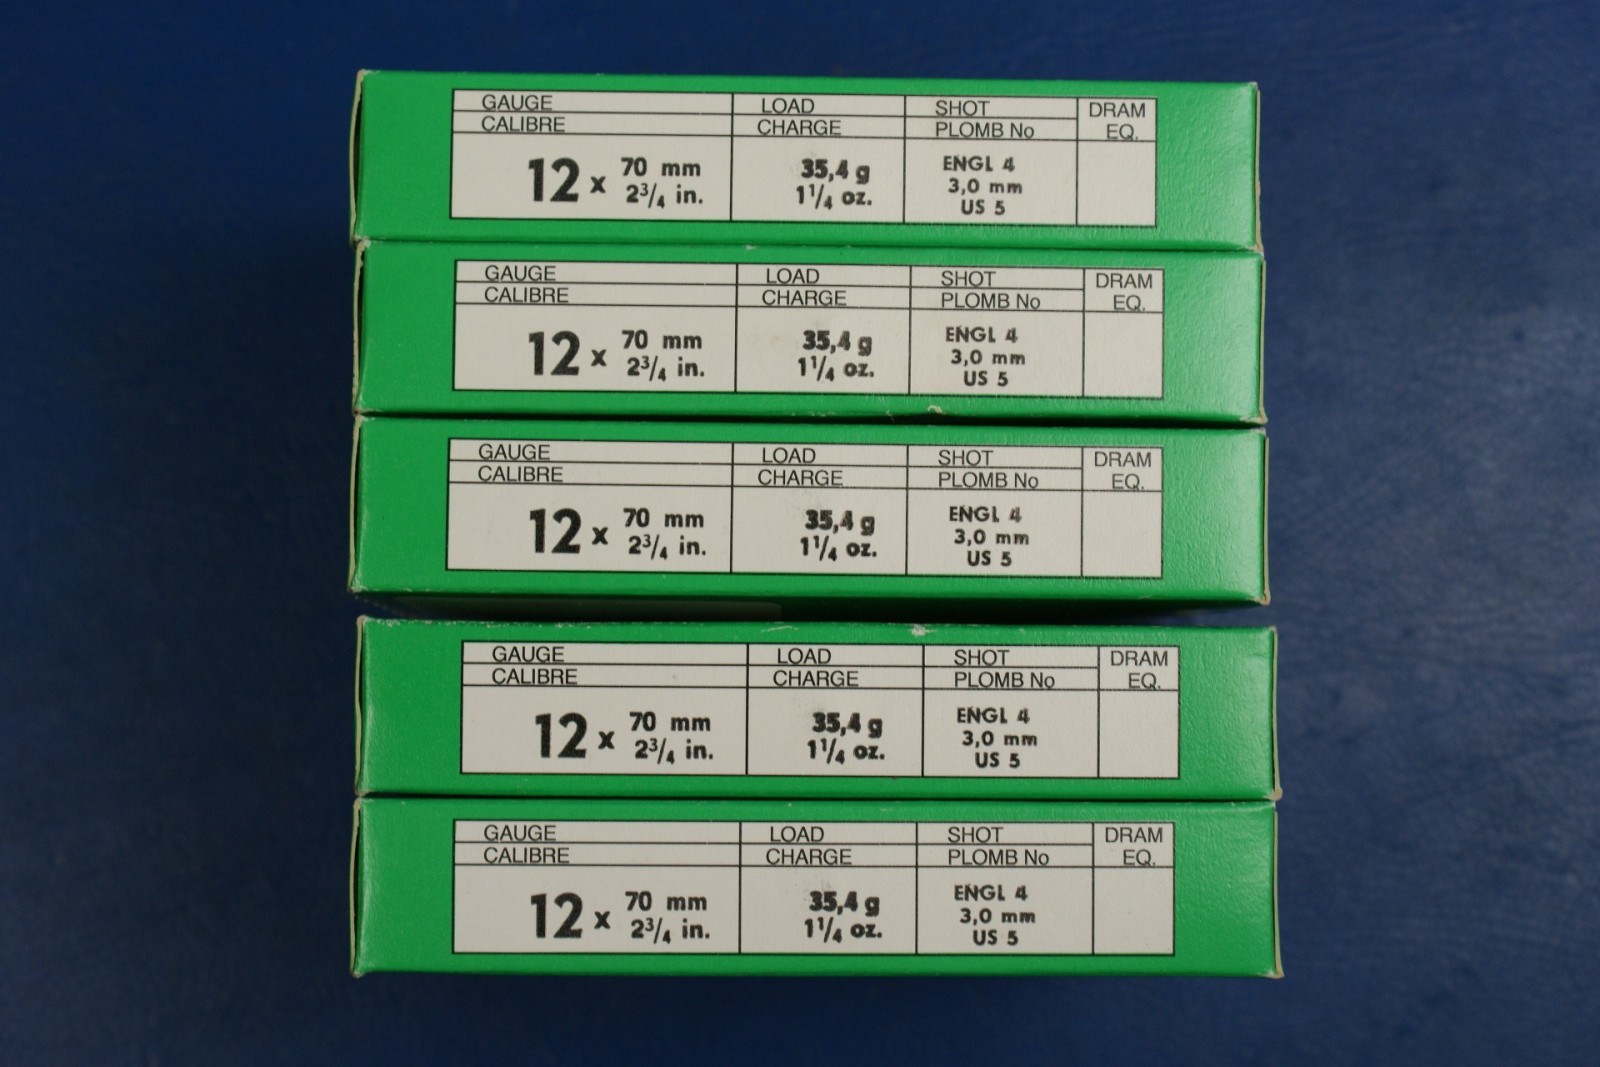 GAUGE LOAD SHOT DRAM
CALIBRE CHARGE PLOMB No EQ.
12 x 70 mm 35,4 g ENGL 4
2¾ in. 1¼ oz. 3,0 mm
US 5
GAUGE LOAD SHOT DRAM
CALIBRE CHARGE PLOMB No EQ.
12 x 70 mm 35,4 g ENGL 4
2¾ in. 1¼ oz. 3,0 mm
US 5
GAUGE LOAD SHOT DRAM
CALIBRE CHARGE PLOMB No EQ.
12 x 70 mm 35,4 g ENGL 4
2¾ in. 1¼ oz. 3,0 mm
US 5
GAUGE LOAD SHOT DRAM
CALIBRE CHARGE PLOMB No EQ.
12 x 70 mm 35,4 g ENGL 4
2¾ in. 1¼ oz. 3,0 mm
US 5
GAUGE LOAD SHOT DRAM
CALIBRE CHARGE PLOMB No EQ.
12 x 70 mm 35,4 g ENGL 4
2¾ in. 1¼ oz. 3,0 mm
US 5